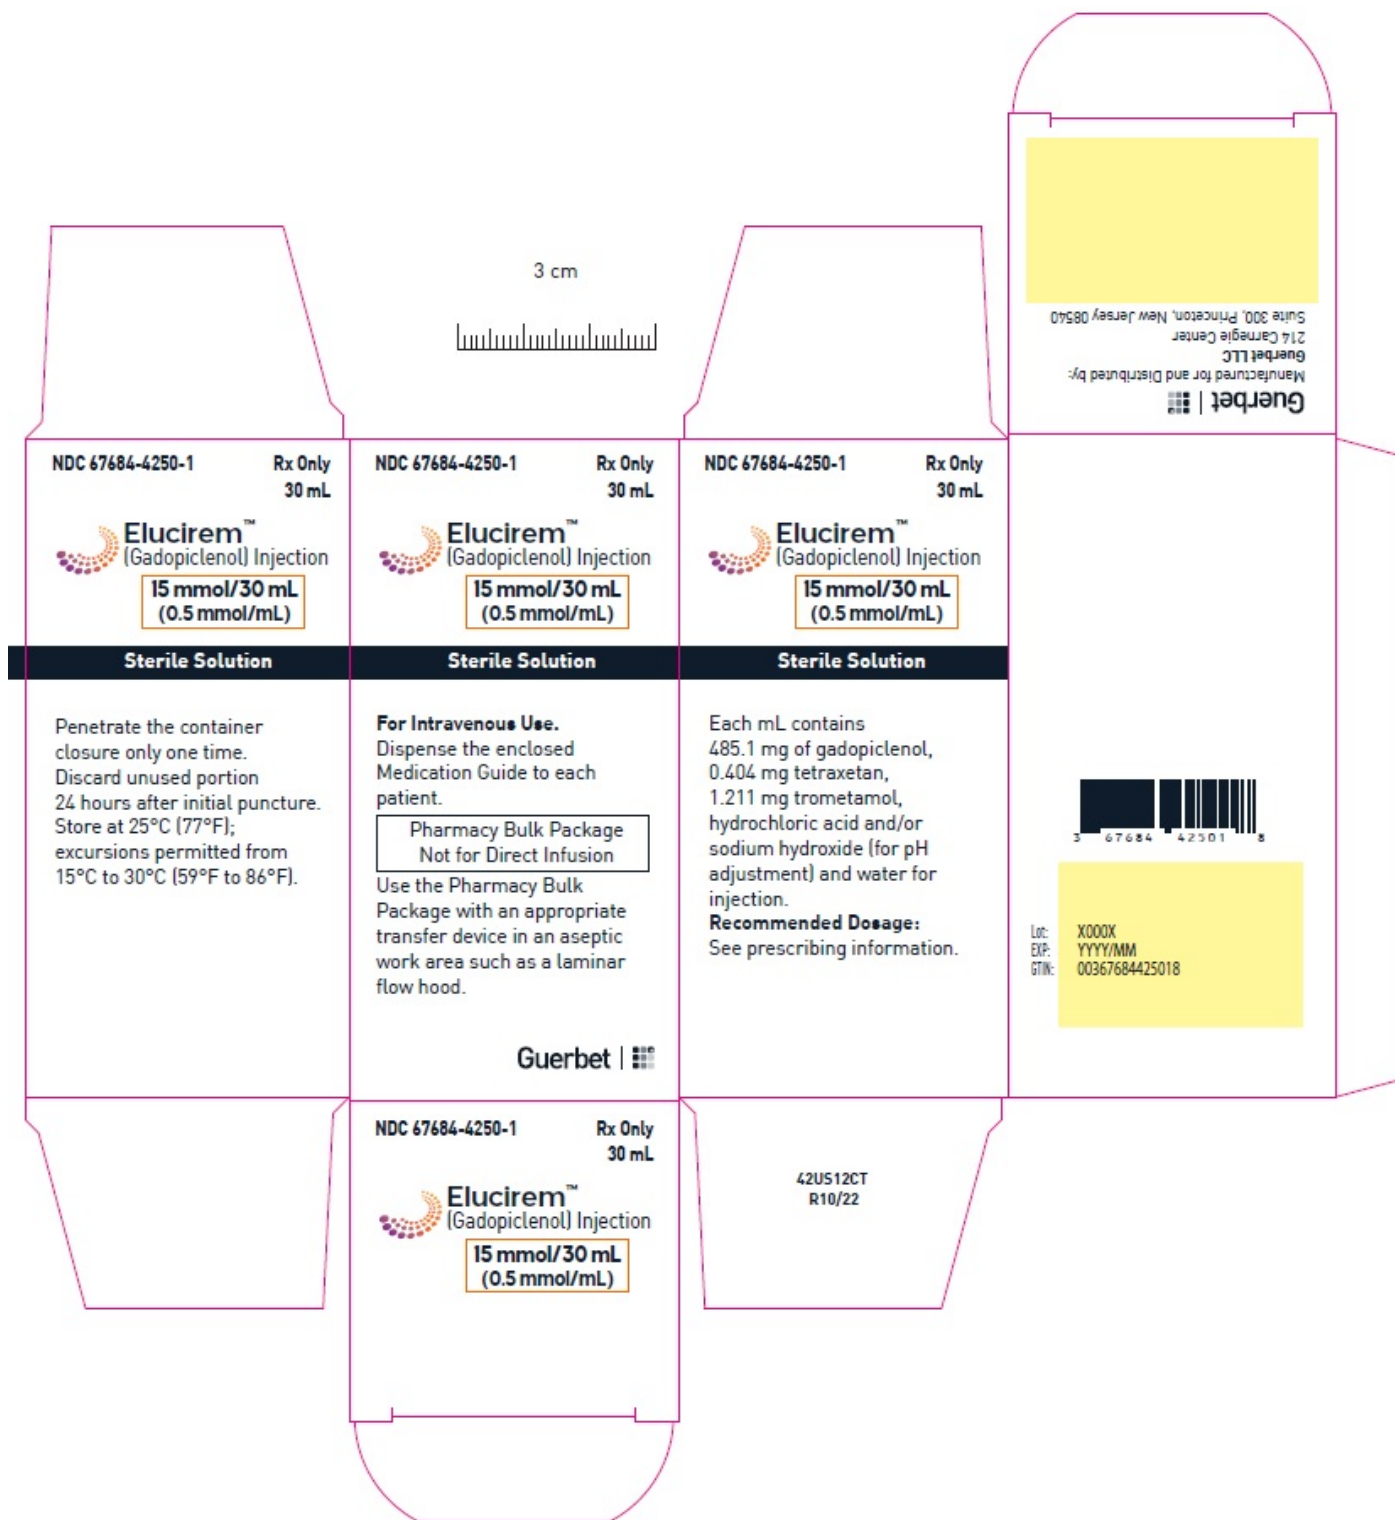 3 cm
Guerbet
Manufactured for and Distributed by:
Guerbet LLC
214 Carnegie Center
Suite 300, Princeton, New Jersey 08540
NDC 67684-4250-1 Rx Only
30 mL
Elucirem™
(Gadopiclenol) Injection
15 mmol/30 mL
(0.5 mmol/mL)
Sterile Solution
Penetrate the container
closure only one time.
Discard unused portion
24 hours after initial puncture.
Store at 25°C (77°F);
excursions permitted from
15°C to 30°C (59°F to 86°F).
NDC 67684-4250-1 Rx Only
30 mL
Elucirem™
(Gadopiclenol) Injection
15 mmol/30 mL
(0.5 mmol/mL)
Sterile Solution
For Intravenous Use.
Dispense the enclosed
Medication Guide to each
patient.
Pharmacy Bulk Package
Not for Direct Infusion
Use the Pharmacy Bulk
Package with an appropriate
transfer device in an aseptic
work area such as a laminar
flow hood.
Guerbet
NDC 67684-4250-1 Rx Only
30 mL
Elucirem™
(Gadopiclenol) Injection
15 mmol/30 mL
(0.5 mmol/mL)
Sterile Solution
Each mL contains
485.1 mg of gadopiclenol,
0.404 mg tetraxetan,
1.211 mg trometamol,
hydrochloric acid and/or
sodium hydroxide (for pH
adjustment) and water for
injection.
Recommended Dosage:
See prescribing information.
3 67684 42501 8
Lot: X000X
EXP: YYYY/MM
GTIN: 00367684425018
NDC 67684-4250-1 Rx Only
30 mL
Elucirem™
(Gadopiclenol) Injection
15 mmol/30 mL
(0.5 mmol/mL)
42US12CT
R10/22